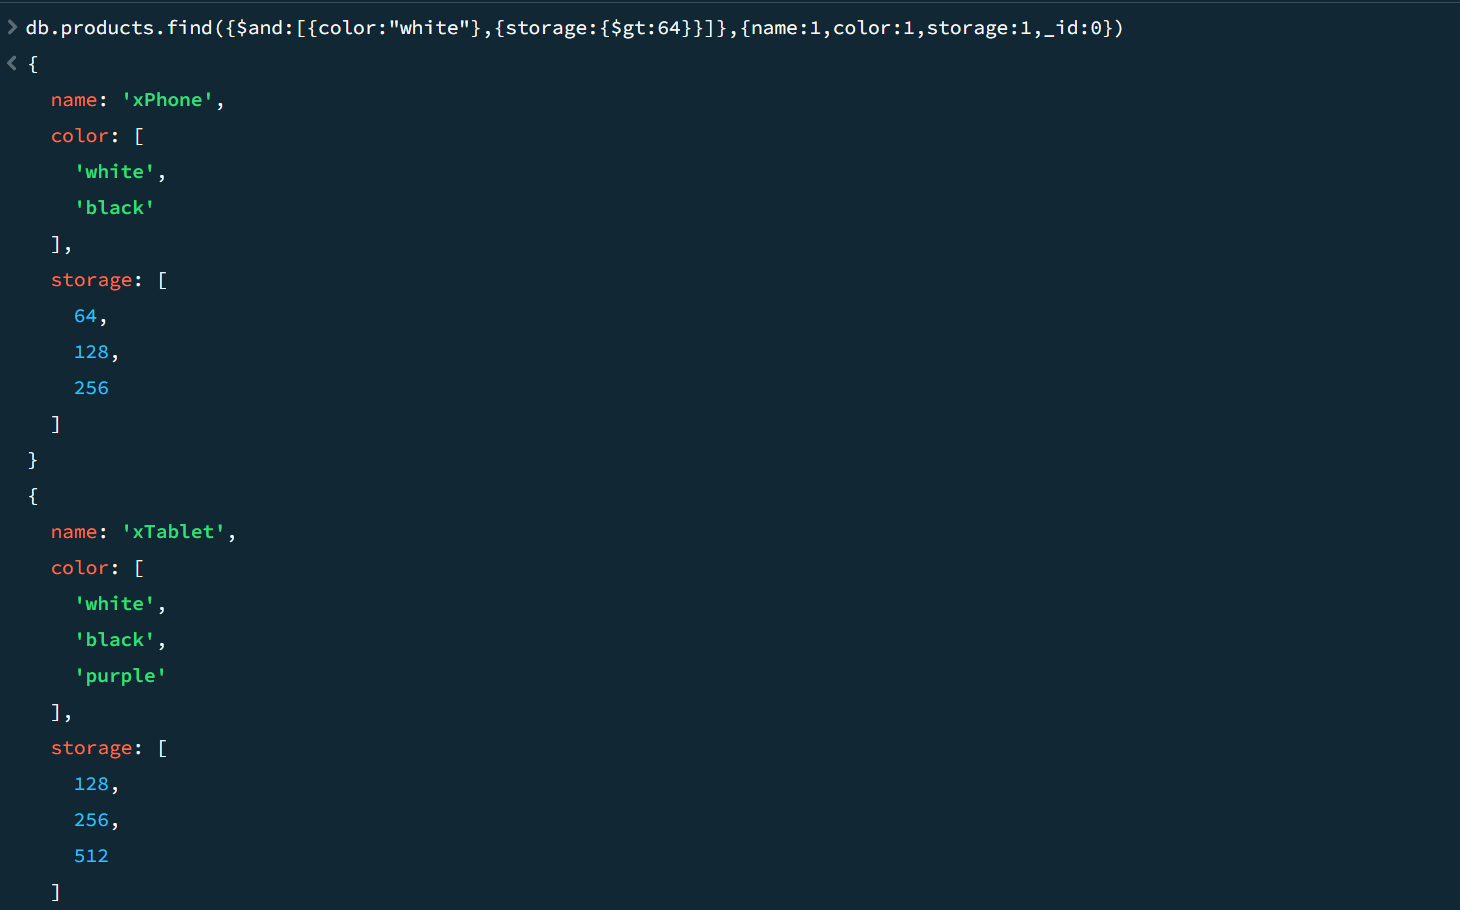 > db.products.find({$and:[{color:"white"},{storage:{$gt:64}}]},{name:1,color:1,storage:1,_id:0})
< {
name: 'xPhone',
color: [
'white',
'black'
],
storage: [
64,
128,
256
]
}
{
name: 'xTablet',
color: [
'white',
'black',
'purple'
],
storage: [
128,
256,
512
]